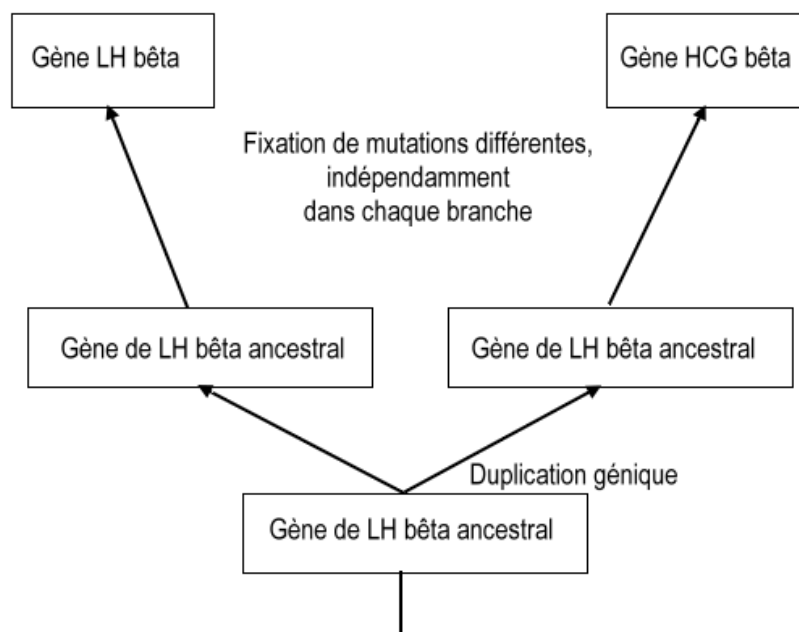 Gène LH bêta
Gène HCG bêta
Fixation de mutations différentes,
indépendamment
dans chaque branche
Gène de LH bêta ancestral
Gène de LH bêta ancestral
Duplication génique
Gène de LH bêta ancestral